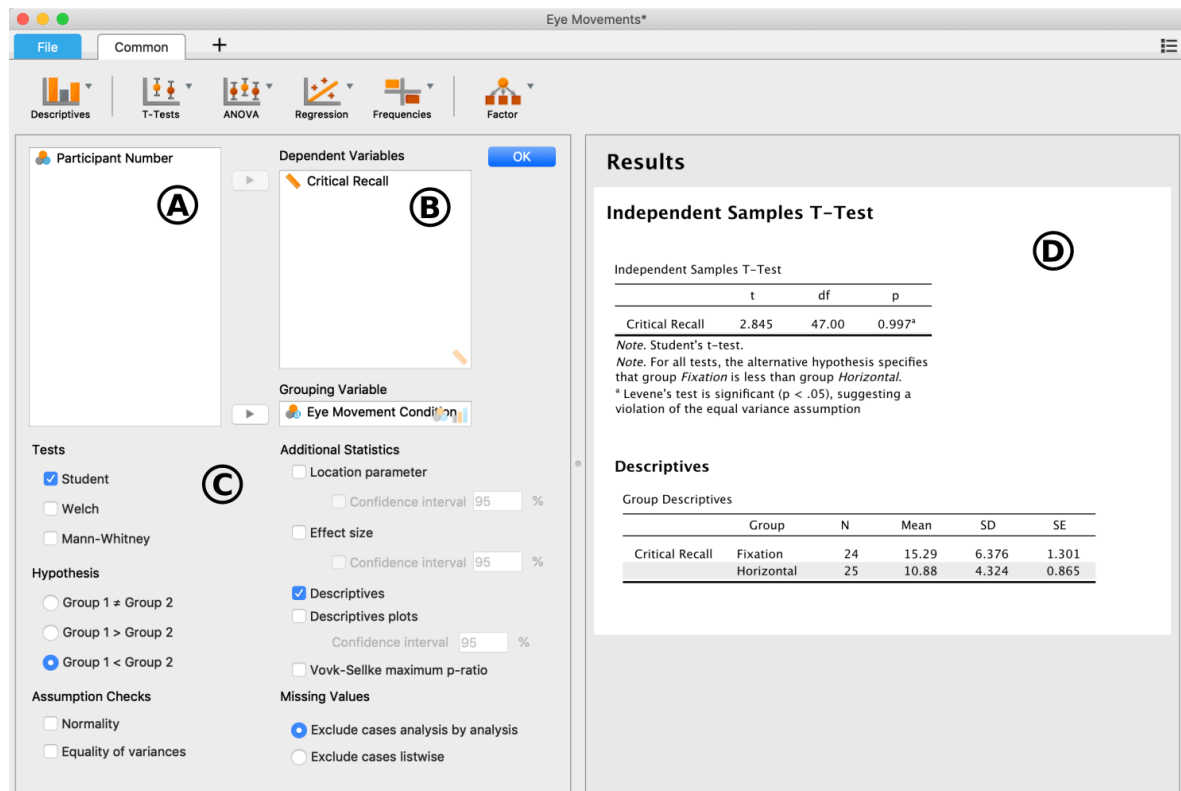 Eye Movements*
File
Common
+
Descriptives
T-Tests
ANOVA
Regression
Frequencies
Factor
Participant Number
A
Dependent Variables
OK
Critical Recall
B
Grouping Variable
Eye Movement Condition
Tests
Student
Welch
Mann-Whitney
C
Hypothesis
Group 1 ≠ Group 2
Group 1 > Group 2
Group 1 < Group 2
Assumption Checks
Normality
Equality of variances
Additional Statistics
Location parameter
Confidence interval 95 %
Effect size
Confidence interval 95 %
Descriptives
Descriptives plots
Confidence interval 95 %
Vovk-Sellke maximum p-ratio
Missing Values
Exclude cases analysis by analysis
Exclude cases listwise
Results
Independent Samples T-Test
D
Independent Samples T-Test
t df p
Critical Recall 2.845 47.00 0.997ᵃ
Note. Student's t-test.
Note. For all tests, the alternative hypothesis specifies
that group Fixation is less than group Horizontal.
ᵃ Levene's test is significant (p < .05), suggesting a
violation of the equal variance assumption
Descriptives
Group Descriptives
Group N Mean SD SE
Critical Recall Fixation 24 15.29 6.376 1.301
Horizontal 25 10.88 4.324 0.865